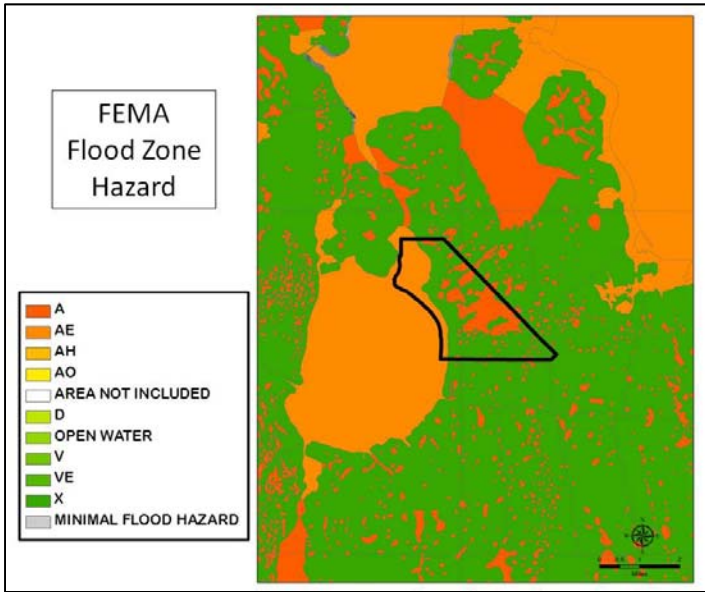 FEMA
Flood Zone
Hazard
A
AE
AH
AO
AREA NOT INCLUDED
D
OPEN WATER
V
VE
X
MINIMAL FLOOD HAZARD